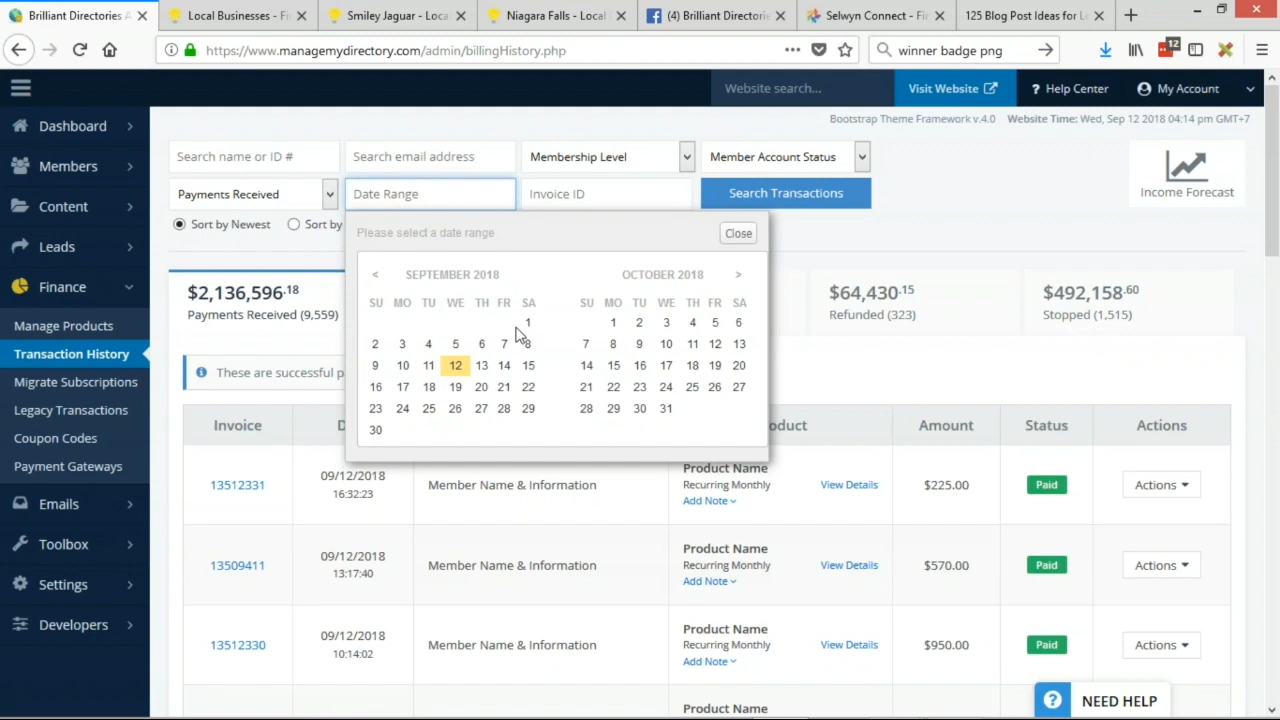 Brilliant Directories A
Local Businesses - Fi
Smiley Jaguar - Loca
Niagara Falls - Local
(4) Brilliant Directorie
Selwyn Connect - Fin
125 Blog Post Ideas for L
https://www.managemydirectory.com/admin/billingHistory.php
winner badge png
12
Website search...
Visit Website
? Help Center
My Account
Bootstrap Theme Framework v.4.0 Website Time: Wed, Sep 12 2018 04:14 pm GMT+7
Dashboard
Members
Content
Leads
Finance
Manage Products
Transaction History
Migrate Subscriptions
Legacy Transactions
Coupon Codes
Payment Gateways
Emails
Toolbox
Settings
Developers
Search name or ID #
Search email address
Membership Level
Member Account Status
Payments Received
Date Range
Invoice ID
Search Transactions
Income Forecast
Sort by Newest
Sort by
Please select a date range
Close
< SEPTEMBER 2018
SU MO TU WE TH FR SA
1
2 3 4 5 6 7 8
9 10 11 12 13 14 15
16 17 18 19 20 21 22
23 24 25 26 27 28 29
30
OCTOBER 2018 >
SU MO TU WE TH FR SA
1 2 3 4 5 6
7 8 9 10 11 12 13
14 15 16 17 18 19 20
21 22 23 24 25 26 27
28 29 30 31
$2,136,596.18
Payments Received (9,559)
$64,430.15
Refunded (323)
$492,158.60
Stopped (1,515)
These are successful p
Invoice D oduct Amount Status Actions
13512331
09/12/2018
16:32:23
Member Name & Information
Product Name
Recurring Monthly
Add Note
View Details
$225.00
Paid
Actions
13509411
09/12/2018
13:17:40
Member Name & Information
Product Name
Recurring Monthly
Add Note
View Details
$570.00
Paid
Actions
13512330
09/12/2018
10:14:02
Member Name & Information
Product Name
Recurring Monthly
Add Note
View Details
$950.00
Paid
Actions
Product Name
? NEED HELP